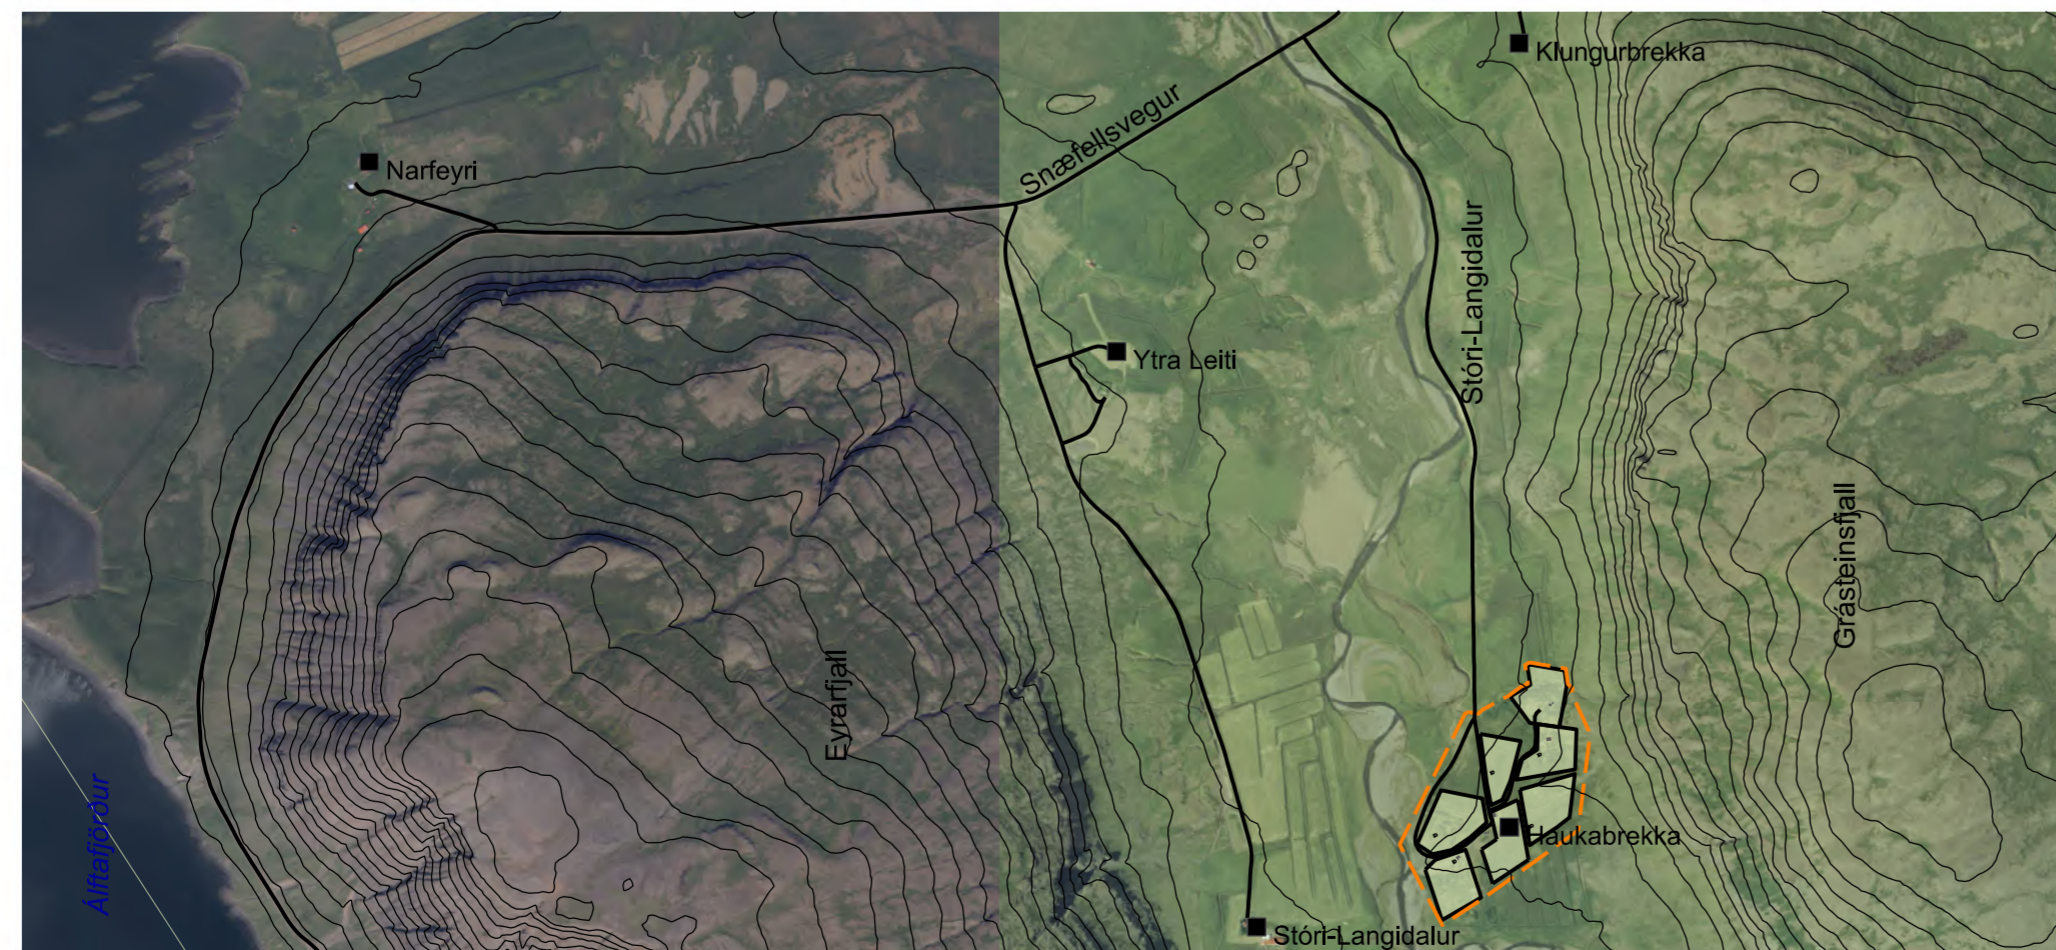 Klungurbrekka
Narfeyri
Snæfellsvegur
Stóri-Langidalur
Ytra Leiti
Grásteinsfjall
Eyrarfjall
Álftafjörður
Haukabrekka
Stóri-Langidalur